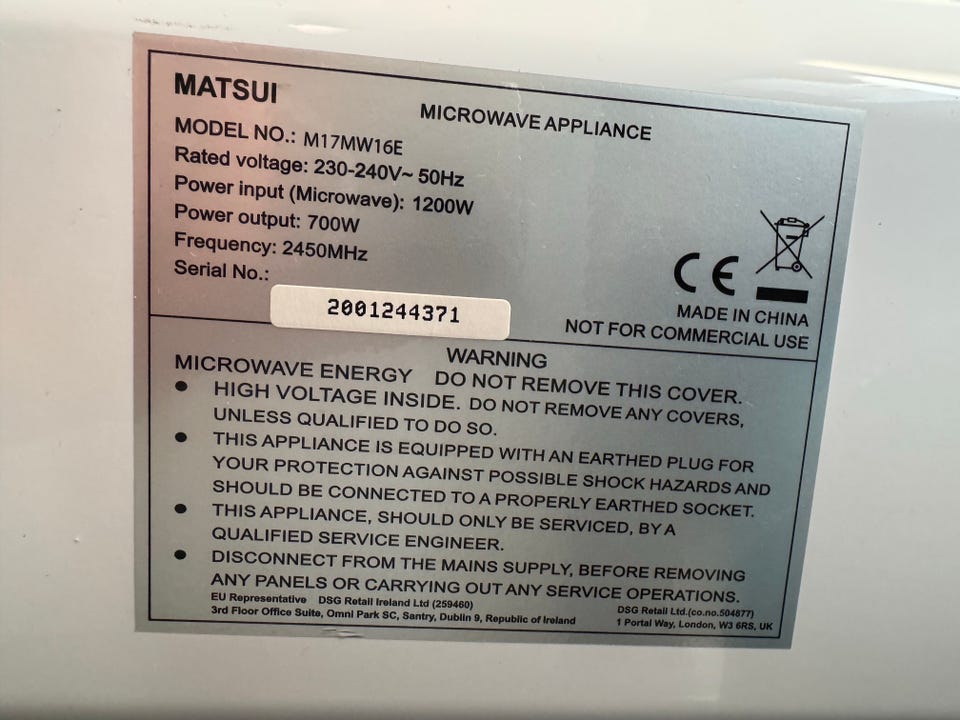 MATSUI
MICROWAVE APPLIANCE
MODEL NO.: M17MW16E
Rated voltage: 230-240V~ 50Hz
Power input (Microwave): 1200W
Power output: 700W
Frequency: 2450MHz
Serial No.:
2001244371
CE
MADE IN CHINA
NOT FOR COMMERCIAL USE
WARNING
MICROWAVE ENERGY DO NOT REMOVE THIS COVER.
● HIGH VOLTAGE INSIDE. DO NOT REMOVE ANY COVERS,
UNLESS QUALIFIED TO DO SO.
● THIS APPLIANCE IS EQUIPPED WITH AN EARTHED PLUG FOR
YOUR PROTECTION AGAINST POSSIBLE SHOCK HAZARDS AND
SHOULD BE CONNECTED TO A PROPERLY EARTHED SOCKET.
● THIS APPLIANCE, SHOULD ONLY BE SERVICED, BY A
QUALIFIED SERVICE ENGINEER.
● DISCONNECT FROM THE MAINS SUPPLY, BEFORE REMOVING
ANY PANELS OR CARRYING OUT ANY SERVICE OPERATIONS.
EU Representative DSG Retail Ireland Ltd (259460)
3rd Floor Office Suite, Omni Park SC, Santry, Dublin 9, Republic of Ireland
DSG Retail Ltd.(co.no.504877)
1 Portal Way, London, W3 6RS, UK